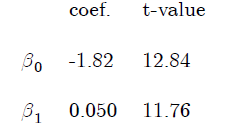 coef. t-value
β₀ -1.82 12.84
β₁ 0.050 11.76